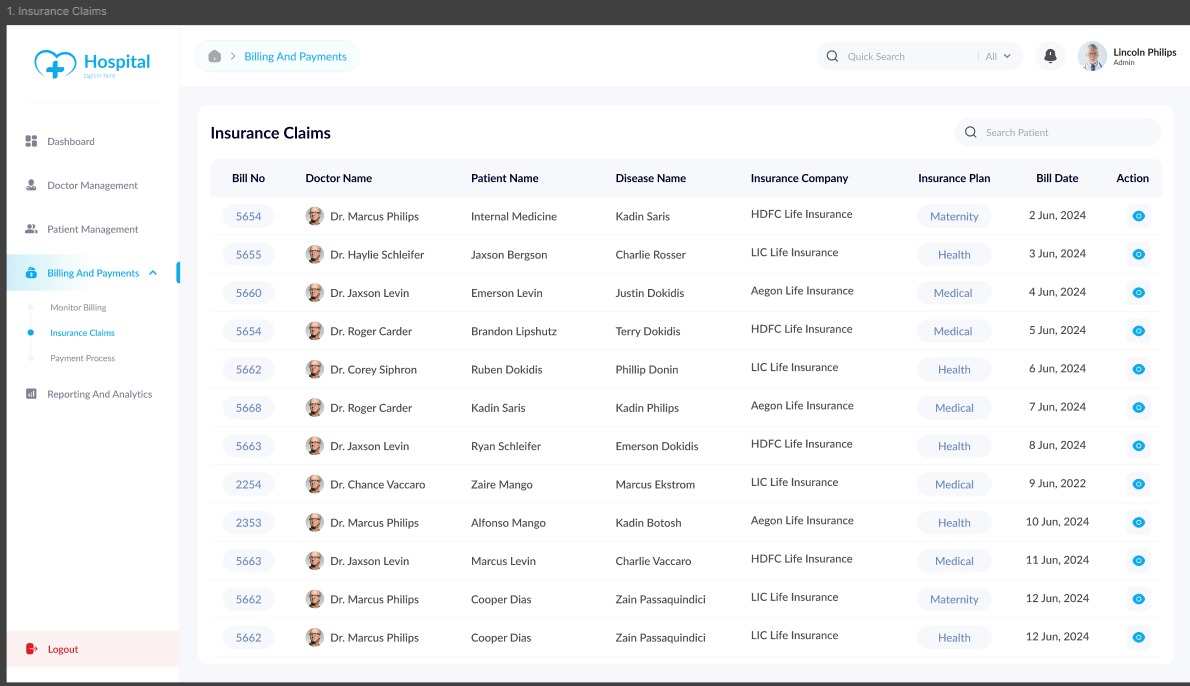 1. Insurance Claims
Hospital
tagline here
Billing And Payments
Quick Search
All
Lincoln Philips
Admin
Dashboard
Doctor Management
Patient Management
Billing And Payments
Monitor Billing
Insurance Claims
Payment Process
Reporting And Analytics
Logout
Insurance Claims
Search Patient
Bill No Doctor Name Patient Name Disease Name Insurance Company Insurance Plan Bill Date Action
5654 Dr. Marcus Philips Internal Medicine Kadin Saris HDFC Life Insurance Maternity 2 Jun, 2024
5655 Dr. Haylie Schleifer Jaxson Bergson Charlie Rosser LIC Life Insurance Health 3 Jun, 2024
5660 Dr. Jaxson Levin Emerson Levin Justin Dokidis Aegon Life Insurance Medical 4 Jun, 2024
5654 Dr. Roger Carder Brandon Lipshutz Terry Dokidis HDFC Life Insurance Medical 5 Jun, 2024
5662 Dr. Corey Siphron Ruben Dokidis Phillip Donin LIC Life Insurance Health 6 Jun, 2024
5668 Dr. Roger Carder Kadin Saris Kadin Philips Aegon Life Insurance Medical 7 Jun, 2024
5663 Dr. Jaxson Levin Ryan Schleifer Emerson Dokidis HDFC Life Insurance Health 8 Jun, 2024
2254 Dr. Chance Vaccaro Zaire Mango Marcus Ekstrom LIC Life Insurance Medical 9 Jun, 2022
2353 Dr. Marcus Philips Alfonso Mango Kadin Botosh Aegon Life Insurance Health 10 Jun, 2024
5663 Dr. Jaxson Levin Marcus Levin Charlie Vaccaro HDFC Life Insurance Medical 11 Jun, 2024
5662 Dr. Marcus Philips Cooper Dias Zain Passaquindici LIC Life Insurance Maternity 12 Jun, 2024
5662 Dr. Marcus Philips Cooper Dias Zain Passaquindici LIC Life Insurance Health 12 Jun, 2024